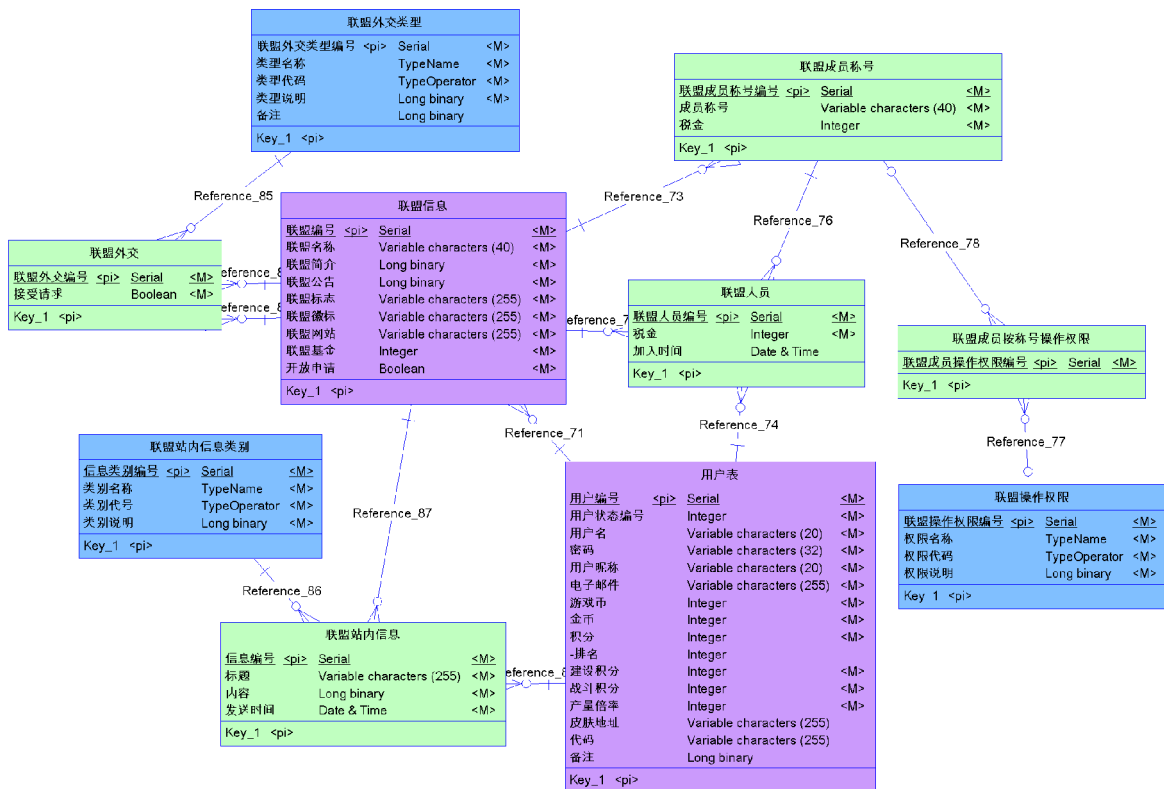 联盟外交类型
联盟外交类型编号 <pi> Serial <M>
类型名称 TypeName <M>
类型代码 TypeOperator <M>
类型说明 Long binary <M>
备注 Long binary
Key_1 <pi>
联盟成员称号
联盟成员称号编号 <pi> Serial <M>
成员称号 Variable characters (40) <M>
税金 Integer <M>
Key_1 <pi>
Reference_85
Reference_73
Reference_76
Reference_78
联盟信息
联盟编号 <pi> Serial <M>
联盟名称 Variable characters (40) <M>
联盟简介 Long binary <M>
联盟公告 Long binary <M>
联盟标志 Variable characters (255) <M>
联盟徽标 Variable characters (255) <M>
联盟网站 Variable characters (255) <M>
联盟基金 Integer <M>
开放申请 Boolean <M>
Key_1 <pi>
联盟外交
联盟外交编号 <pi> Serial <M>
接受请求 Boolean <M>
Key_1 <pi>
eference_8
eference_8
联盟人员
联盟人员编号 <pi> Serial <M>
税金 Integer <M>
加入时间 Date & Time
Key_1 <pi>
eference_7
联盟成员按称号操作权限
联盟成员操作权限编号 <pi> Serial <M>
Key_1 <pi>
Reference_71
Reference_74
Reference_77
联盟站内信息类别
信息类别编号 <pi> Serial <M>
类别名称 TypeName <M>
类别代号 TypeOperator <M>
类别说明 Long binary <M>
Key_1 <pi>
Reference_87
Reference_86
用户表
用户编号 <pi> Serial <M>
用户状态编号 Integer <M>
用户名 Variable characters (20) <M>
密码 Variable characters (32) <M>
用户昵称 Variable characters (20) <M>
电子邮件 Variable characters (255) <M>
游戏币 Integer <M>
金币 Integer <M>
积分 Integer <M>
-排名 Integer
建设积分 Integer <M>
战斗积分 Integer <M>
产量倍率 Integer <M>
皮肤地址 Variable characters (255)
代码 Variable characters (255)
备注 Long binary
Key_1 <pi>
联盟操作权限
联盟操作权限编号 <pi> Serial <M>
权限名称 TypeName <M>
权限代码 TypeOperator <M>
权限说明 Long binary <M>
Key_1 <pi>
联盟站内信息
信息编号 <pi> Serial <M>
标题 Variable characters (255) <M>
内容 Long binary <M>
发送时间 Date & Time <M>
Key_1 <pi>
eference_8